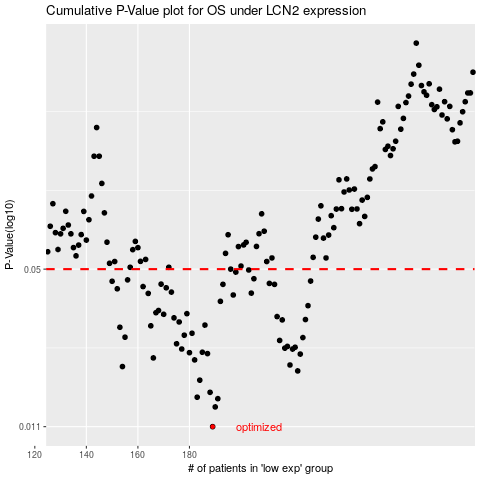 Cumulative P-Value plot for OS under LCN2 expression
P-Value(log10)
0.05
0.011
optimized
120 140 160 180
# of patients in 'low exp' group